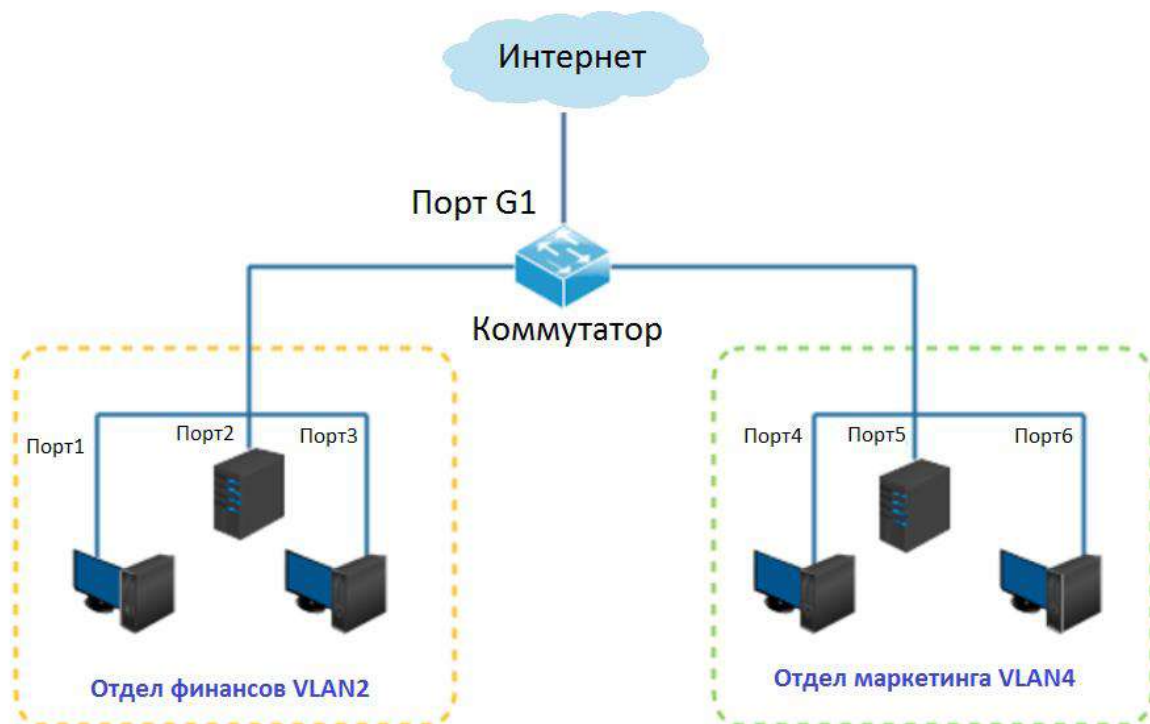 Интернет
Порт G1
Коммутатор
Порт1
Порт2
Порт3
Порт4
Порт5
Порт6
Отдел финансов VLAN2
Отдел маркетинга VLAN4